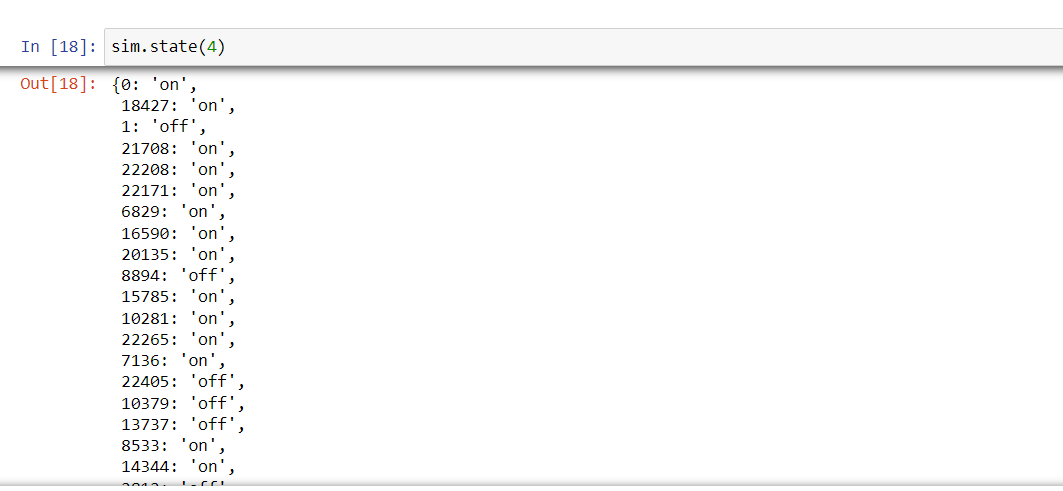 In [18]: sim.state(4)
Out[18]: {0: 'on',
18427: 'on',
1: 'off',
21708: 'on',
22208: 'on',
22171: 'on',
6829: 'on',
16590: 'on',
20135: 'on',
8894: 'off',
15785: 'on',
10281: 'on',
22265: 'on',
7136: 'on',
22405: 'off',
10379: 'off',
13737: 'off',
8533: 'on',
14344: 'on',